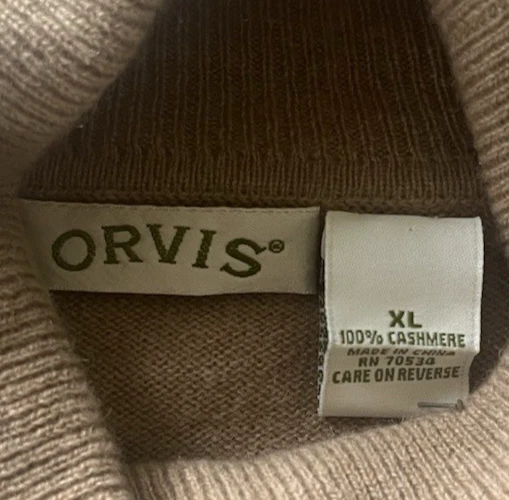 ORVIS®
XL
100% CASHMERE
MADE IN CHINA
RN 70534
CARE ON REVERSE